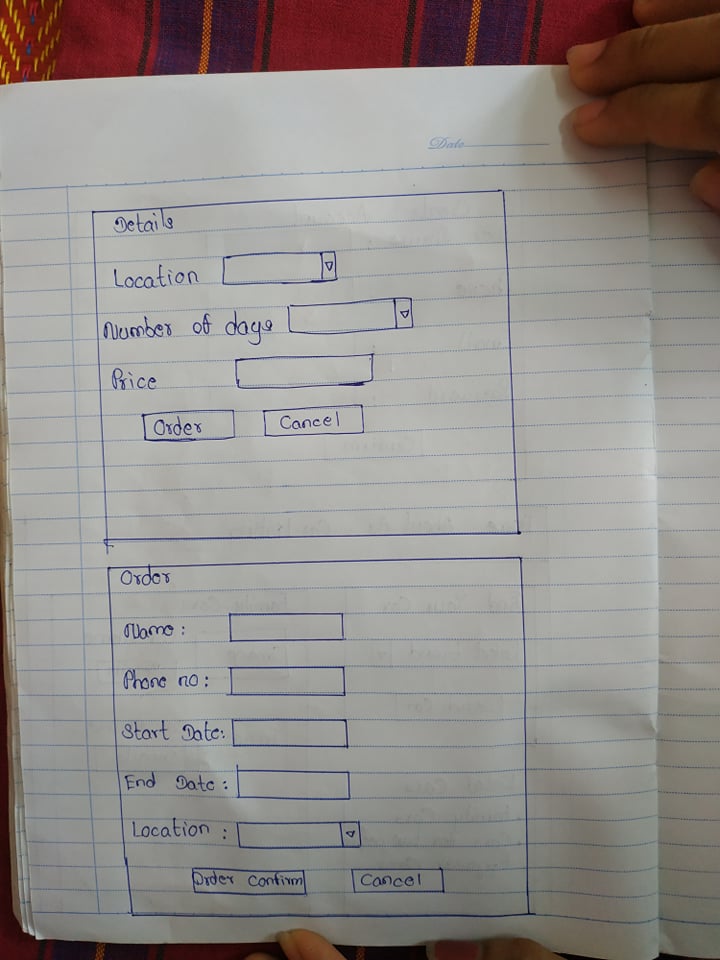 Date
Details
Location
Number of days
Price
Order Cancel
Order
Name:
Phone no:
Start Date:
End Date:
Location:
Order Confirm Cancel